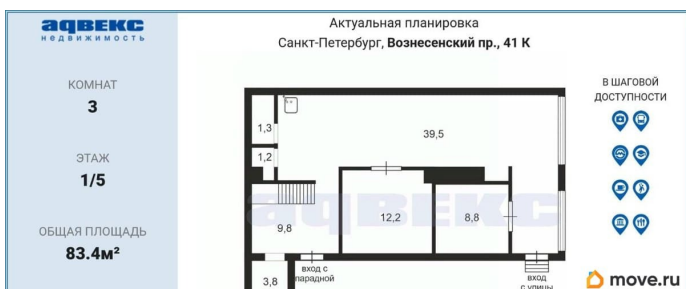 адвекс
недвижимость
КОМНАТ
3
ЭТАЖ
1/5
ОБЩАЯ ПЛОЩАДЬ
83.4м²
Актуальная планировка
Санкт-Петербург, Вознесенский пр., 41 К
1,3
39,5
1,2
9,8
12,2
8,8
адвекс
3,8
вход с
парадной
вход
с улицы
В ШАГОВОЙ
ДОСТУПНОСТИ
move.ru